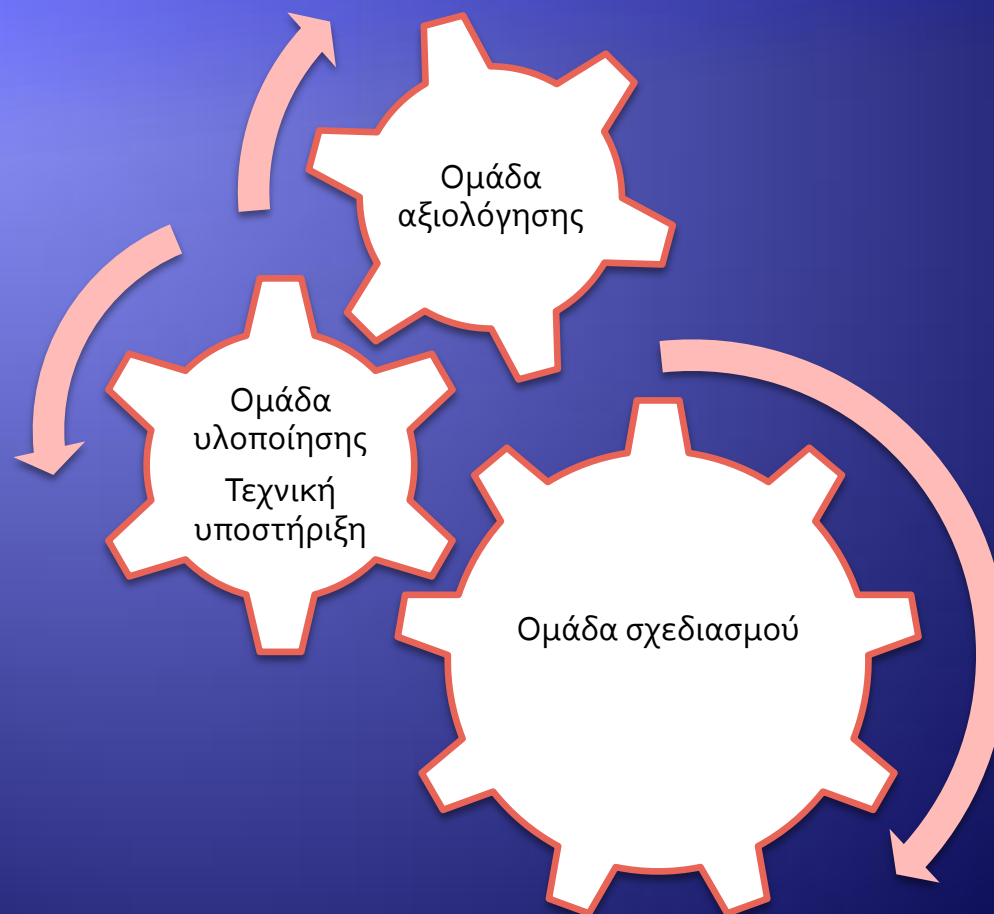 Ομάδα
αξιολόγησης
Ομάδα
υλοποίησης
Τεχνική
υποστήριξη
Ομάδα σχεδιασμού